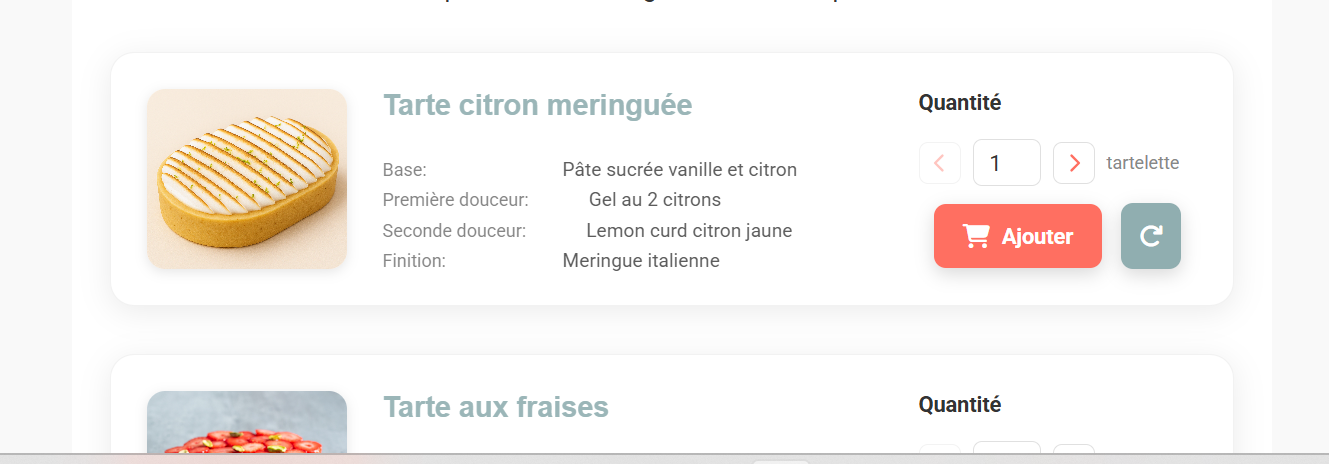 Tarte citron meringuée
Quantité
Base: Pâte sucrée vanille et citron
1 tartelette
Première douceur: Gel au 2 citrons
Seconde douceur: Lemon curd citron jaune
Ajouter
Finition: Meringue italienne
Tarte aux fraises
Quantité